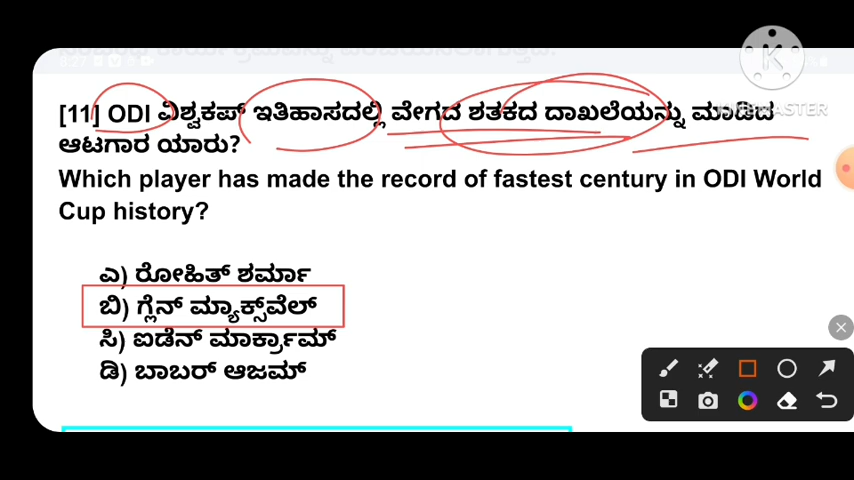 [11] ODI ವಿಶ್ವಕಪ್ ಇತಿಹಾಸದಲ್ಲಿ ವೇಗದ ಶತಕದ ದಾಖಲೆಯನ್ನು ಮಾಡಿದ
ಆಟಗಾರ ಯಾರು?
Which player has made the record of fastest century in ODI World
Cup history?
ಎ) ರೋಹಿತ್ ಶರ್ಮಾ
ಬಿ) ಗ್ಲೆನ್ ಮ್ಯಾಕ್ಸ್‌ವೆಲ್
ಸಿ) ಐಡೆನ್ ಮಾರ್ಕ್ರಾಮ್
ಡಿ) ಬಾಬರ್ ಆಜಮ್